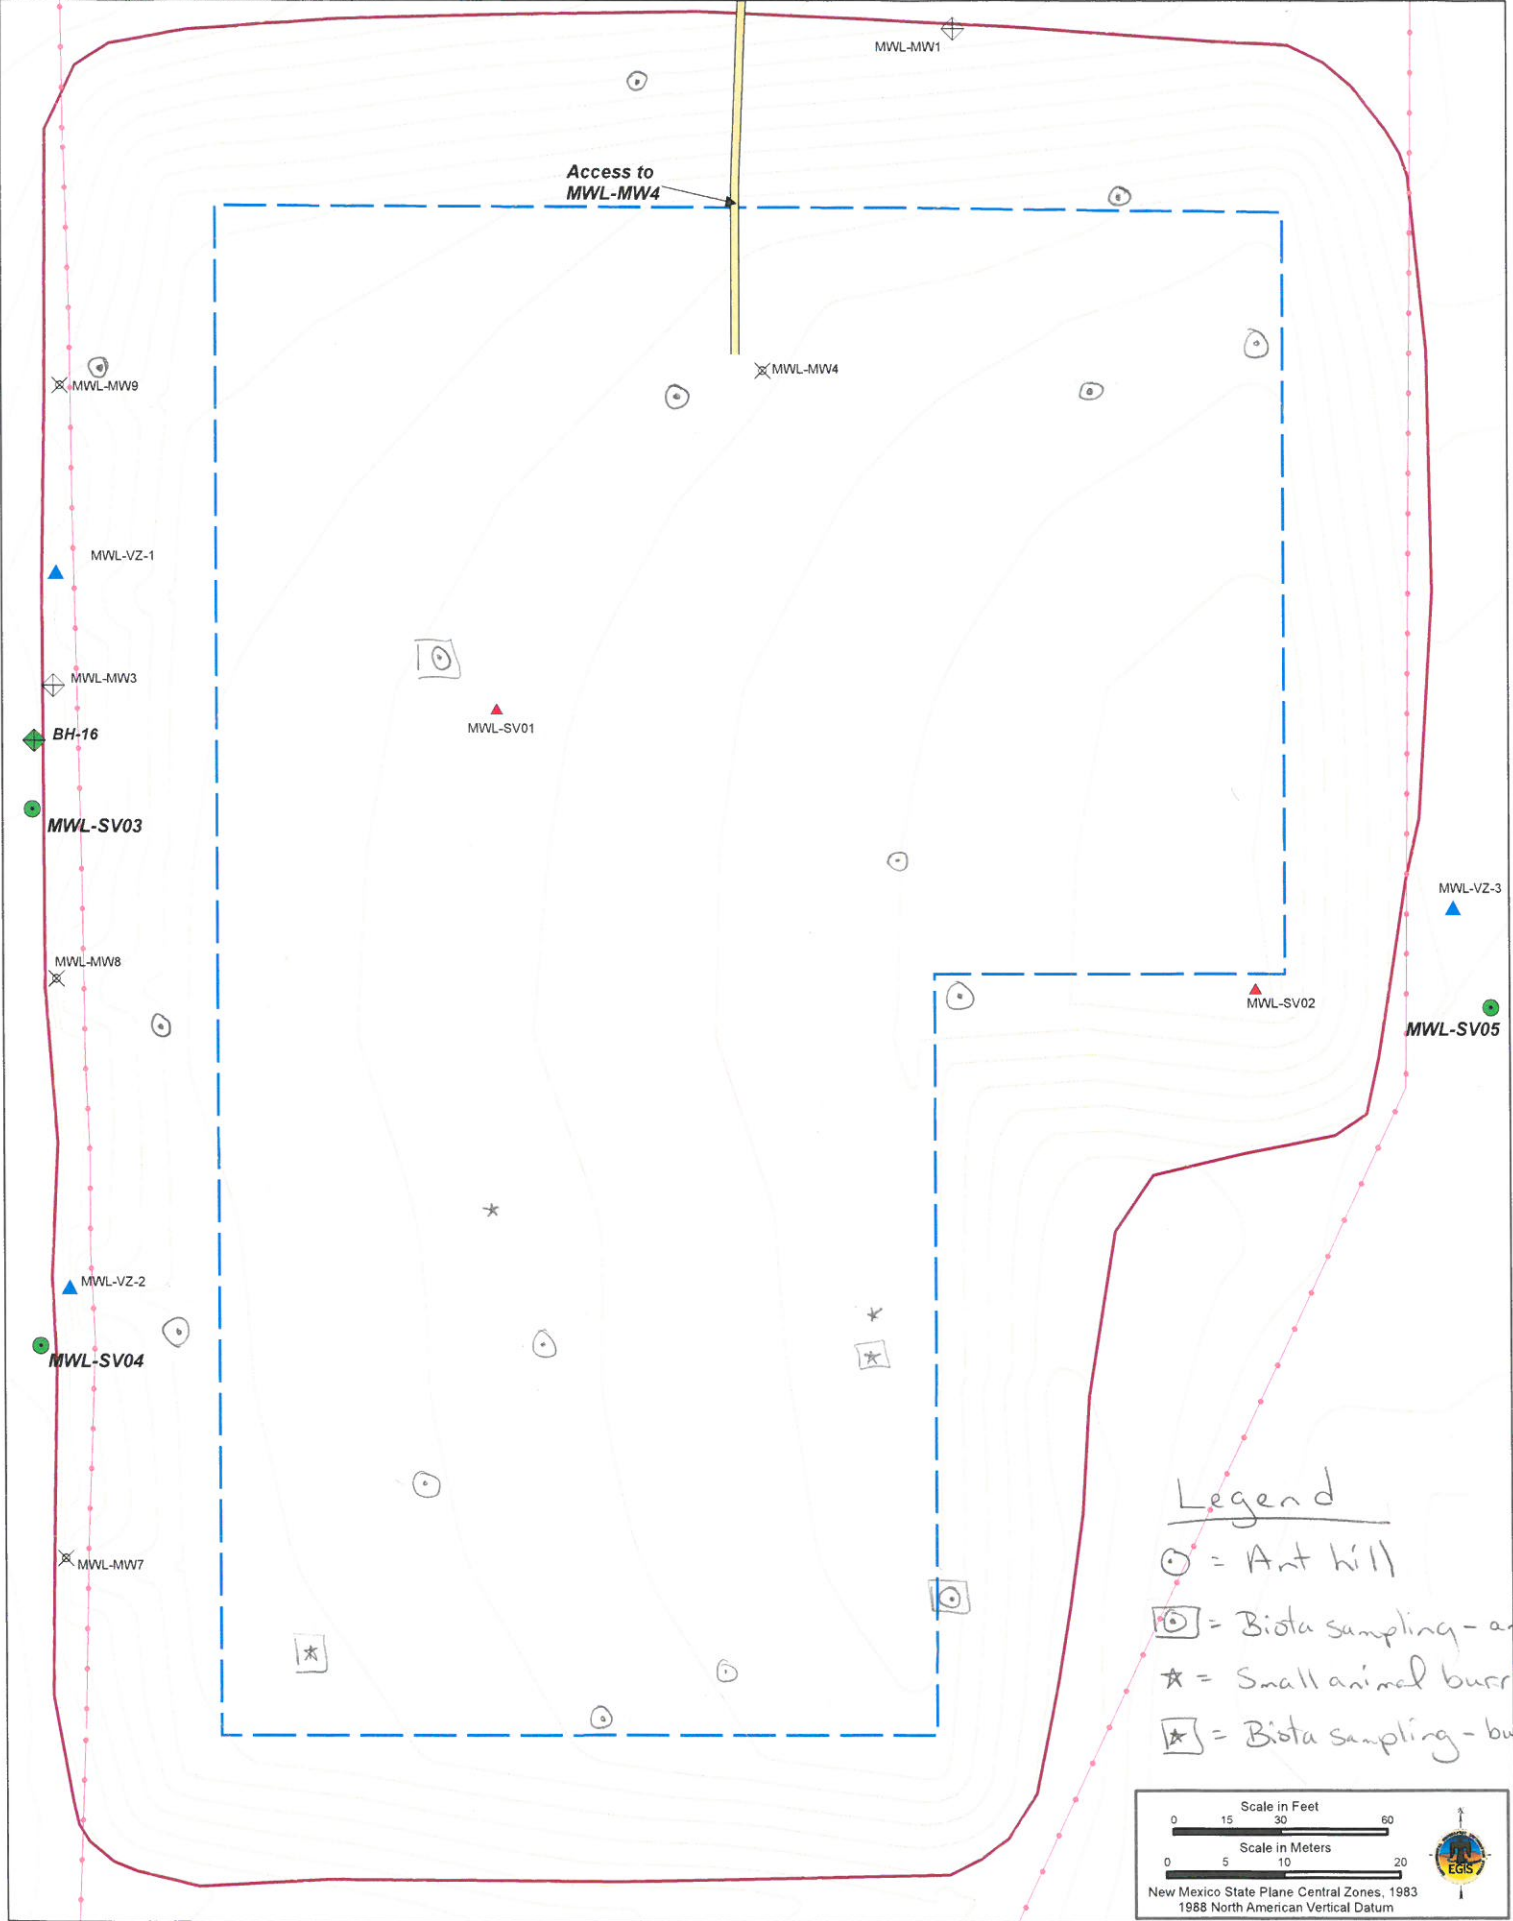 MWL-MW1
Access to
MWL-MW4
MWL-MW9
MWL-MW4
MWL-VZ-1
MWL-MW3
MWL-SV01
BH-16
MWL-SV03
MWL-VZ-3
MWL-MW8
MWL-SV02
MWL-SV05
MWL-VZ-2
MWL-SV04
MWL-MW7
Legend
= Ant hill
= Biota sampling - a
= Small animal burr
= Biota sampling - bu
Scale in Feet
0 15 30 60
Scale in Meters
0 5 10 20
EGIS
New Mexico State Plane Central Zones, 1983
1988 North American Vertical Datum